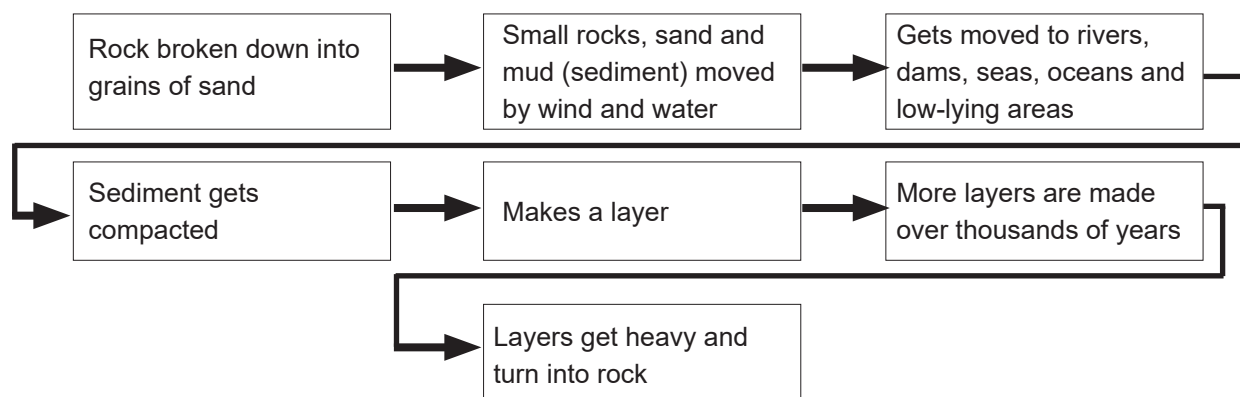 Rock broken down into
grains of sand
Small rocks, sand and
mud (sediment) moved
by wind and water
Gets moved to rivers,
dams, seas, oceans and
low-lying areas
Sediment gets
compacted
Makes a layer
More layers are made
over thousands of years
Layers get heavy and
turn into rock